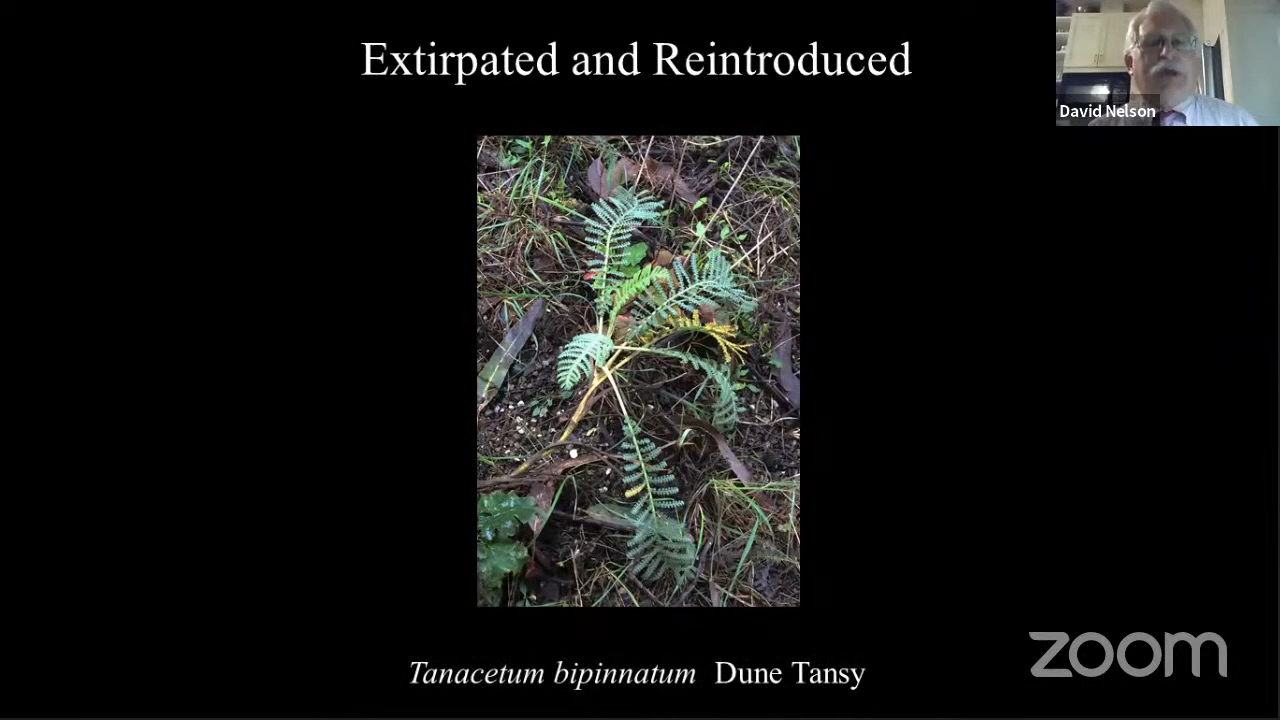 Extirpated and Reintroduced
David Nelson
Tanacetum bipinnatum Dune Tansy
zoom